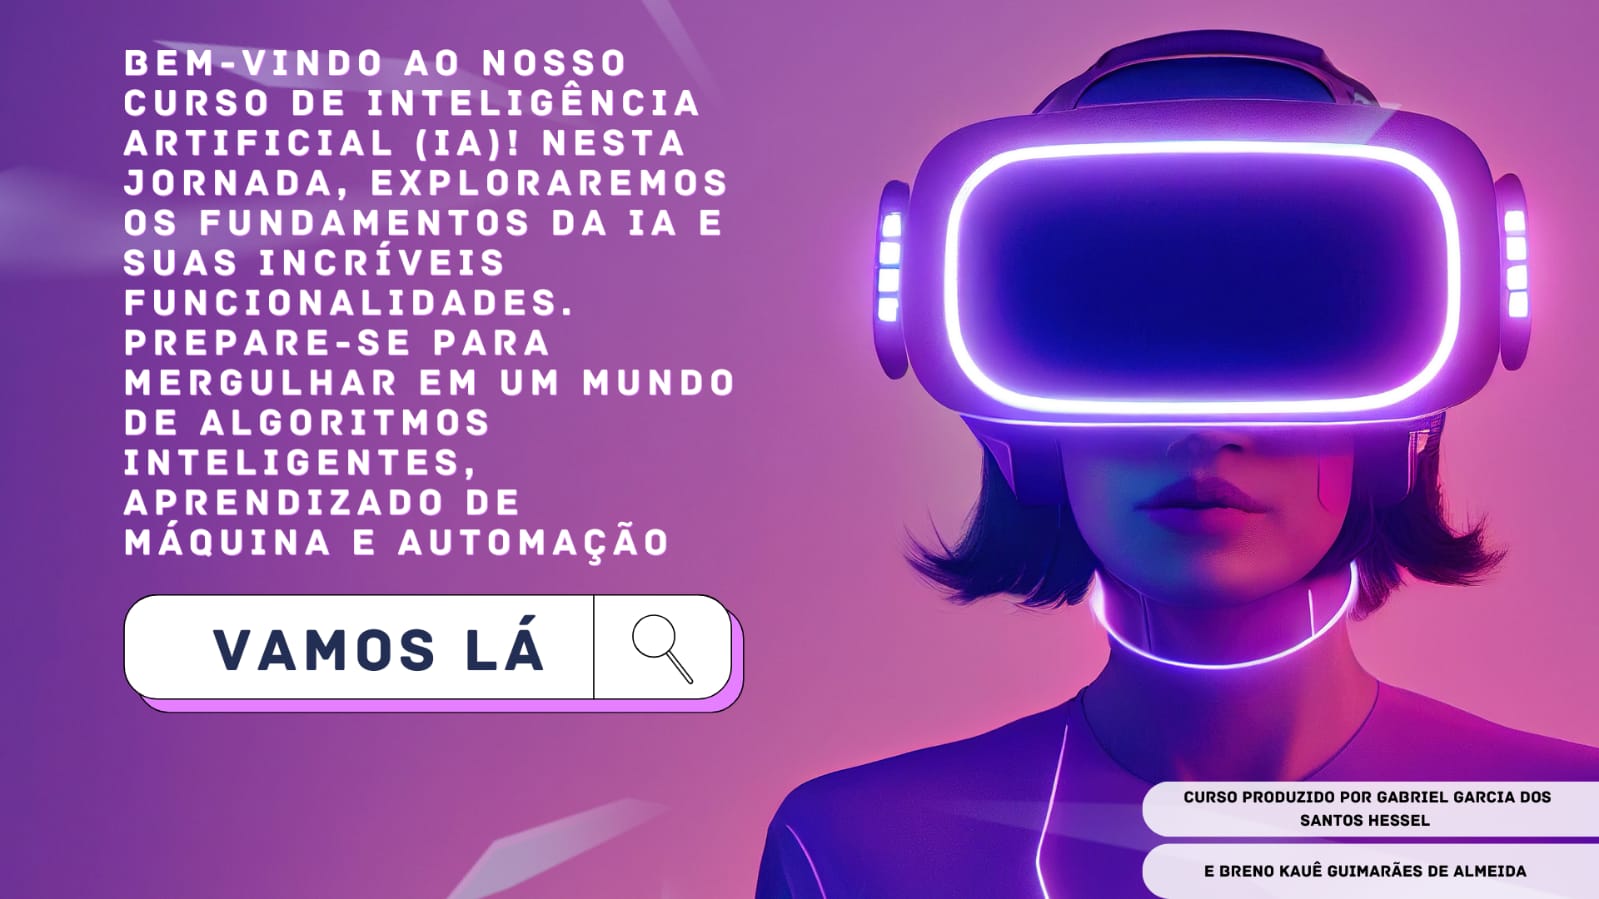 BEM-VINDO AO NOSSO
CURSO DE INTELIGÊNCIA
ARTIFICIAL (IA)! NESTA
JORNADA, EXPLORAREMOS
OS FUNDAMENTOS DA IA E
SUAS INCRÍVEIS
FUNCIONALIDADES.
PREPARE-SE PARA
MERGULHAR EM UM MUNDO
DE ALGORITMOS
INTELIGENTES,
APRENDIZADO DE
MÁQUINA E AUTOMAÇÃO
VAMOS LÁ
CURSO PRODUZIDO POR GABRIEL GARCIA DOS
SANTOS HESSEL
E BRENO KAUÊ GUIMARÃES DE ALMEIDA